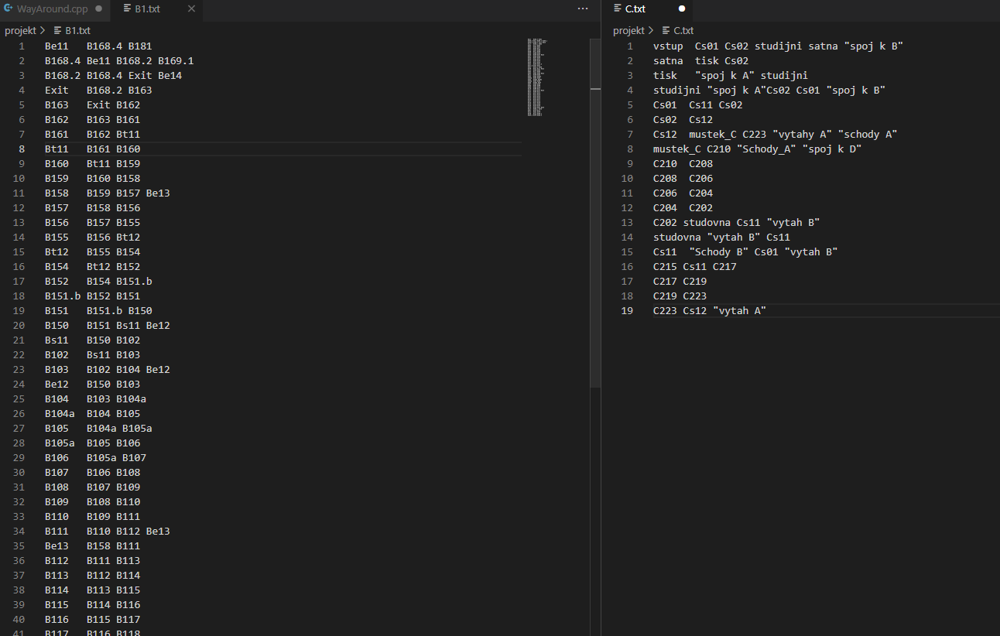 WayAround.cpp
B1.txt
projekt > B1.txt
1 Be11 B168.4 B181
2 B168.4 Be11 B168.2 B169.1
3 B168.2 B168.4 Exit Be14
4 Exit B168.2 B163
5 B163 Exit B162
6 B162 B163 B161
7 B161 B162 Bt11
8 Bt11 B161 B160
9 B160 Bt11 B159
10 B159 B160 B158
11 B158 B159 B157 Be13
12 B157 B158 B156
13 B156 B157 B155
14 B155 B156 Bt12
15 Bt12 B155 B154
16 B154 Bt12 B152
17 B152 B154 B151.b
18 B151.b B152 B151
19 B151 B151.b B150
20 B150 B151 Bs11 Be12
21 Bs11 B150 B102
22 B102 Bs11 B103
23 B103 B102 B104 Be12
24 Be12 B150 B103
25 B104 B103 B104a
26 B104a B104 B105
27 B105 B104a B105a
28 B105a B105 B106
29 B106 B105a B107
30 B107 B106 B108
31 B108 B107 B109
32 B109 B108 B110
33 B110 B109 B111
34 B111 B110 B112 Be13
35 Be13 B158 B111
36 B112 B111 B113
37 B113 B112 B114
38 B114 B113 B115
39 B115 B114 B116
40 B116 B115 B117
41 B117 B116 B118
C.txt
projekt > C.txt
1 vstup Cs01 Cs02 studijni satna "spoj k B"
2 satna tisk Cs02
3 tisk "spoj k A" studijni
4 studijni "spoj k A"Cs02 Cs01 "spoj k B"
5 Cs01 Cs11 Cs02
6 Cs02 Cs12
7 Cs12 mustek_C C223 "vytahy A" "schody A"
8 mustek_C C210 "Schody_A" "spoj k D"
9 C210 C208
10 C208 C206
11 C206 C204
12 C204 C202
13 C202 studovna Cs11 "vytah B"
14 studovna "vytah B" Cs11
15 Cs11 "Schody B" Cs01 "vytah B"
16 C215 Cs11 C217
17 C217 C219
18 C219 C223
19 C223 Cs12 "vytah A"